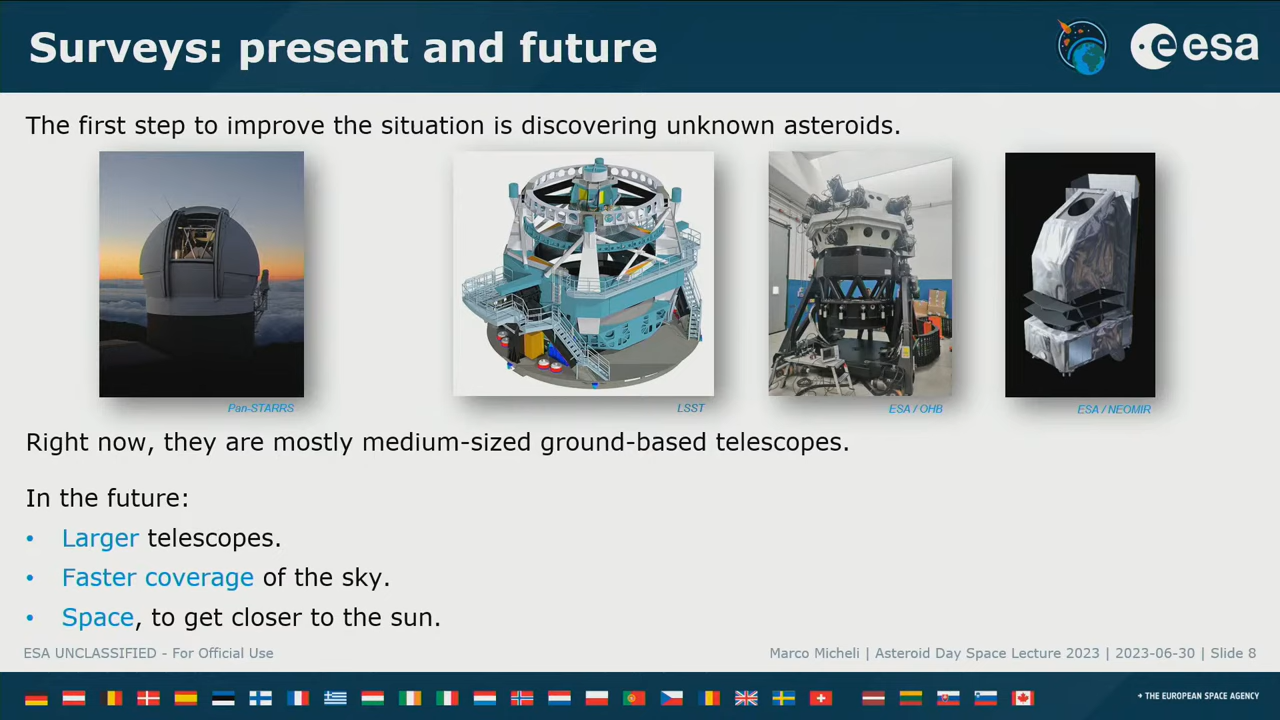 Surveys: present and future
esa
The first step to improve the situation is discovering unknown asteroids.
Pan-STARRS
LSST
ESA / OHB
ESA / NEOMIR
Right now, they are mostly medium-sized ground-based telescopes.
In the future:
• Larger telescopes.
• Faster coverage of the sky.
• Space, to get closer to the sun.
ESA UNCLASSIFIED - For Official Use
Marco Micheli | Asteroid Day Space Lecture 2023 | 2023-06-30 | Slide 8
→ THE EUROPEAN SPACE AGENCY